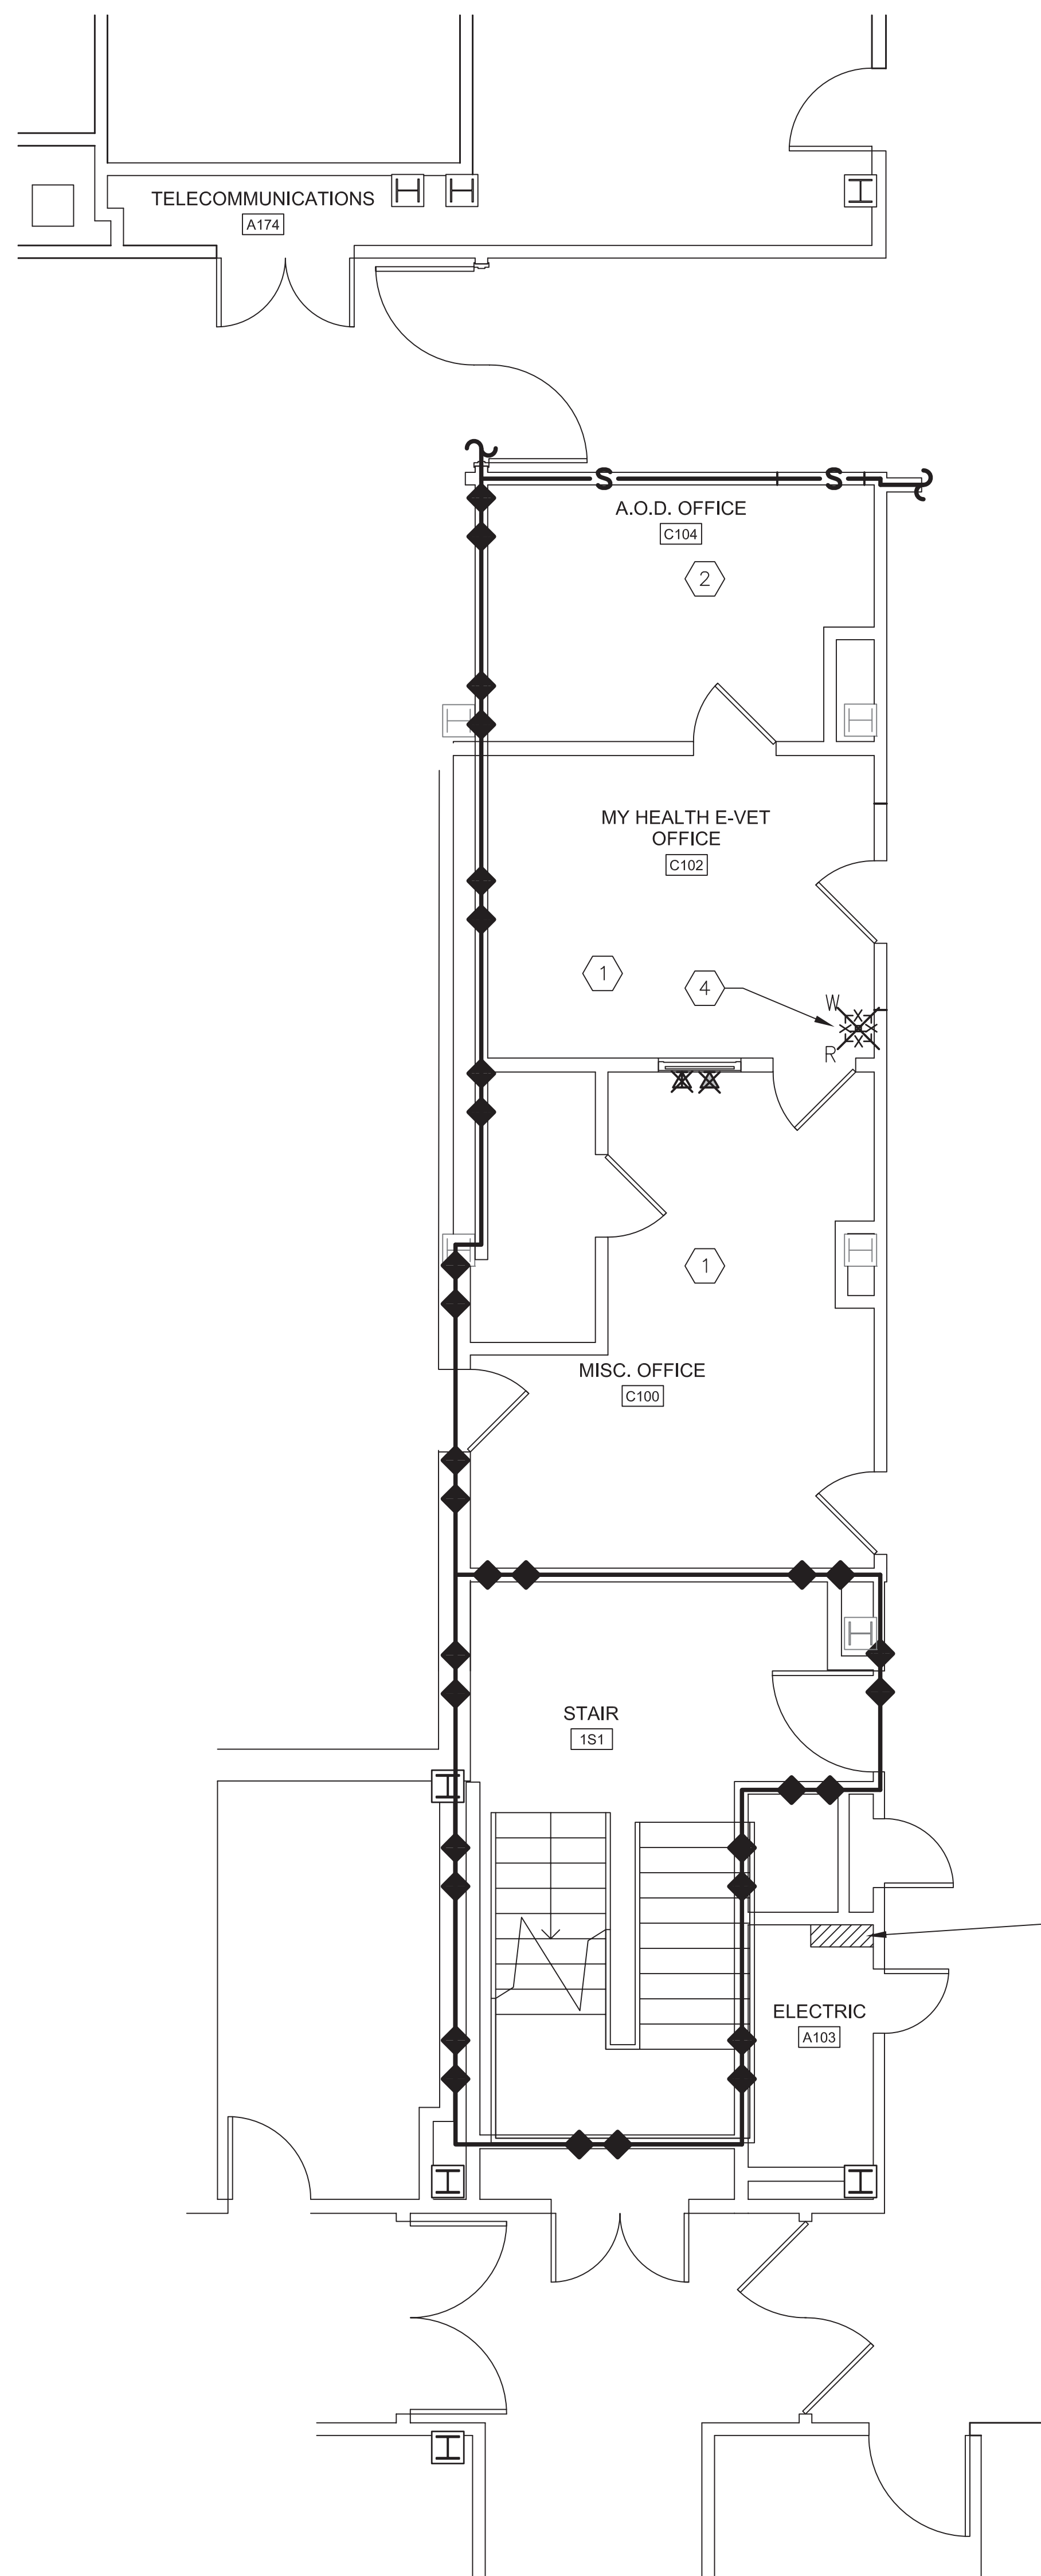 TELECOMMUNICATIONS
A174
S S
A.O.D. OFFICE
C104
2
MY HEALTH E-VET
OFFICE
C102
1
4
W
R
1
MISC. OFFICE
C100
STAIR
1S1
ELECTRIC
A103